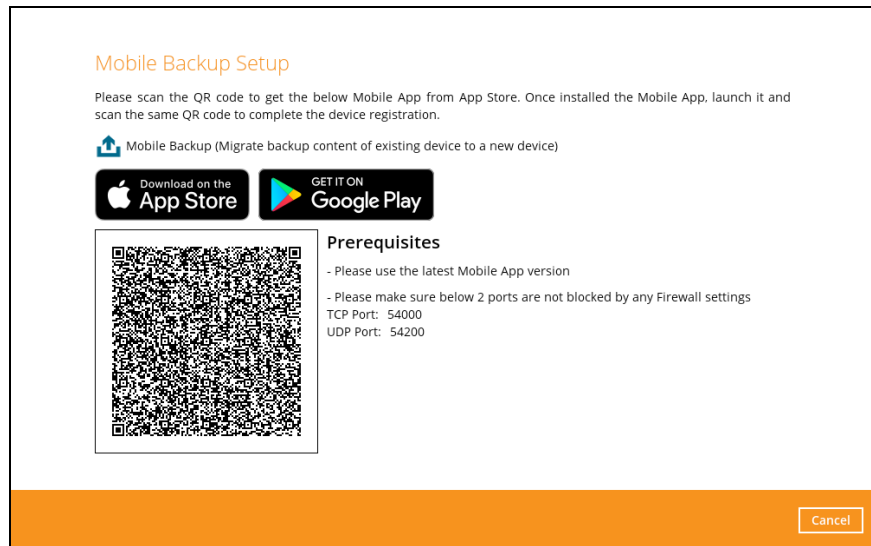 Mobile Backup Setup
Please scan the QR code to get the below Mobile App from App Store. Once installed the Mobile App, launch it and
scan the same QR code to complete the device registration.
Mobile Backup (Migrate backup content of existing device to a new device)
Download on the
App Store
GET IT ON
Google Play
Prerequisites
- Please use the latest Mobile App version
- Please make sure below 2 ports are not blocked by any Firewall settings
TCP Port: 54000
UDP Port: 54200
Cancel